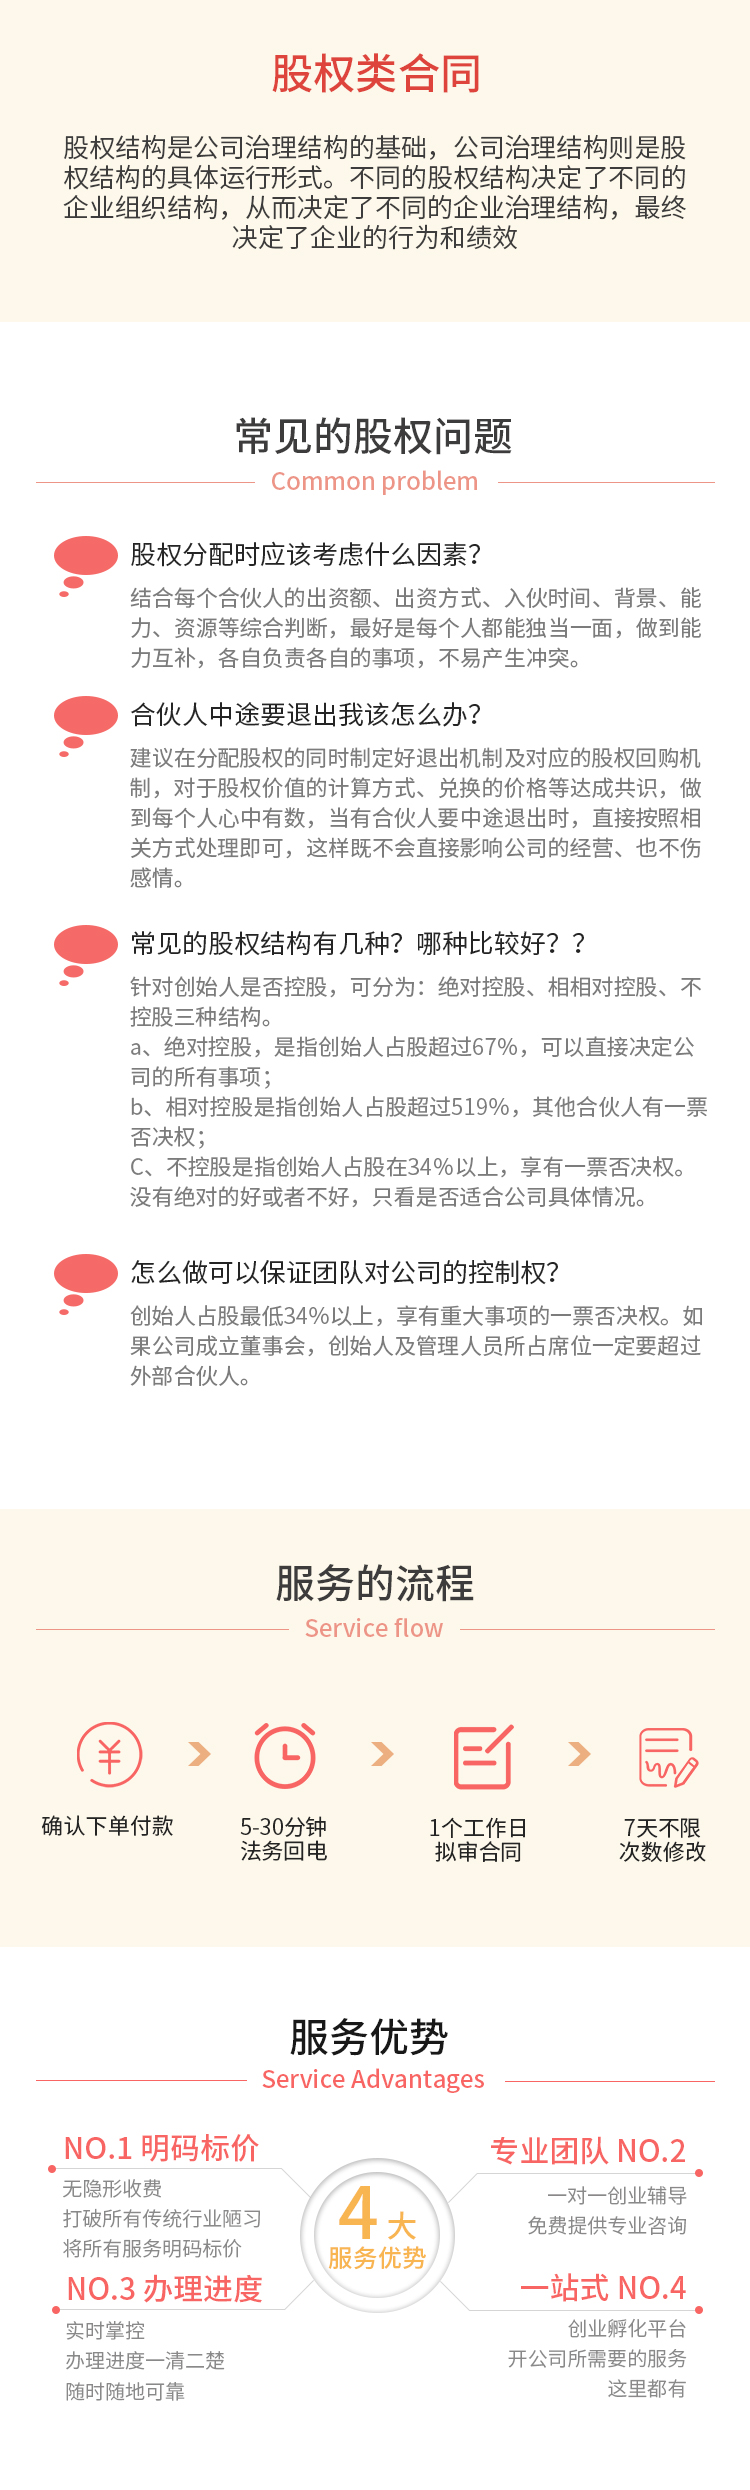 股权类合同
股权结构是公司治理结构的基础，公司治理结构则是股
权结构的具体运行形式。不同的股权结构决定了不同的
企业组织结构，从而决定了不同的企业治理结构，最终
决定了企业的行为和绩效
常见的股权问题
Common problem
股权分配时应该考虑什么因素？
结合每个合伙人的出资额、出资方式、入伙时间、背景、能
力、资源等综合判断，最好是每个人都能独当一面，做到能
力互补，各自负责各自的事项，不易产生冲突。
合伙人中途要退出我该怎么办？
建议在分配股权的同时制定好退出机制及对应的股权回购机
制，对于股权价值的计算方式、兑换的价格等达成共识，做
到每个人心中有数，当有合伙人要中途退出时，直接按照相
关方式处理即可，这样既不会直接影响公司的经营、也不伤
感情。
常见的股权结构有几种？哪种比较好？？
针对创始人是否控股，可分为：绝对控股、相相对控股、不
控股三种结构。
a、绝对控股，是指创始人占股超过67%，可以直接决定公
司的所有事项；
b、相对控股是指创始人占股超过519%，其他合伙人有一票
否决权；
C、不控股是指创始人占股在34%以上，享有一票否决权。
没有绝对的好或者不好，只看是否适合公司具体情况。
怎么做可以保证团队对公司的控制权？
创始人占股最低34%以上，享有重大事项的一票否决权。如
果公司成立董事会，创始人及管理人员所占席位一定要超过
外部合伙人。
服务的流程
Service flow
确认下单付款
5-30分钟
法务回电
1个工作日
拟审合同
7天不限
次数修改
服务优势
Service Advantages
NO.1 明码标价
无隐形收费
打破所有传统行业陋习
将所有服务明码标价
专业团队 NO.2
一对一创业辅导
免费提供专业咨询
4大
服务优势
NO.3 办理进度
实时掌控
办理进度一清二楚
随时随地可靠
一站式 NO.4
创业孵化平台
开公司所需要的服务
这里都有